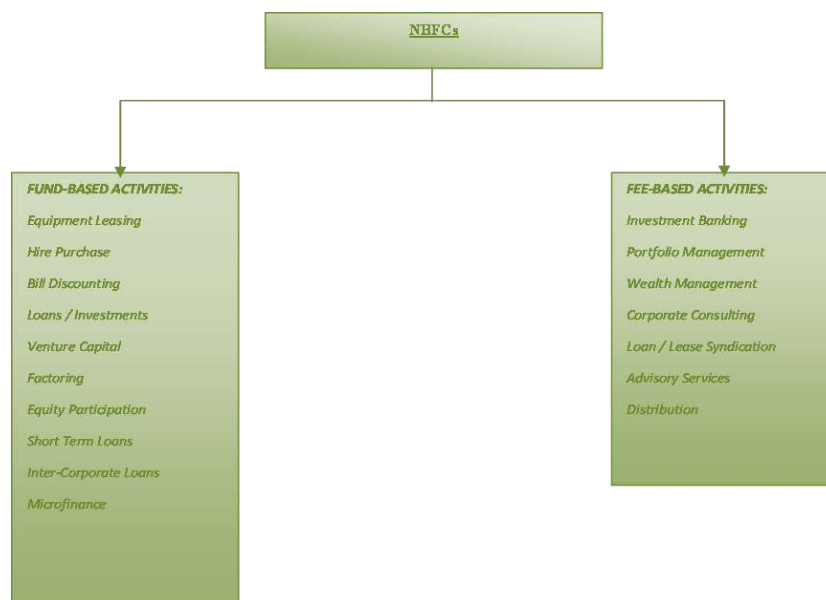 NBFCs
FUND-BASED ACTIVITIES:
Equipment Leasing
Hire Purchase
Bill Discounting
Loans / Investments
Venture Capital
Factoring
Equity Participation
Short Term Loans
Inter-Corporate Loans
Microfinance
FEE-BASED ACTIVITIES:
Investment Banking
Portfolio Management
Wealth Management
Corporate Consulting
Loan / Lease Syndication
Advisory Services
Distribution